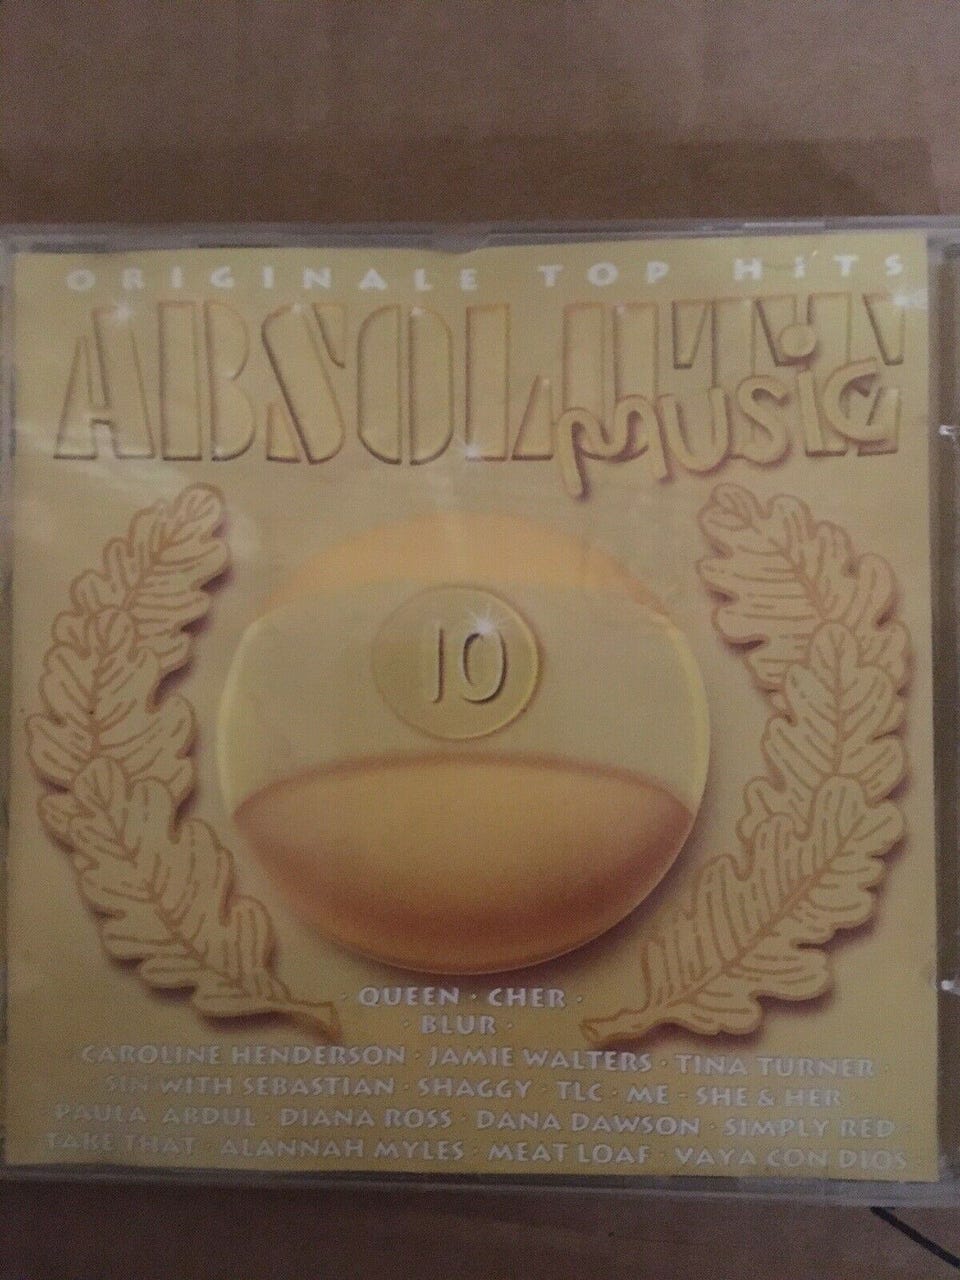 ORIGINALE TOP HiTS
ABSOLUTE
music
10
· QUEEN · CHER ·
· BLUR ·
CAROLINE HENDERSON · JAMIE WALTERS · TINA TURNER ·
SIN WITH SEBASTIAN · SHAGGY · TLC · ME - SHE & HER ·
PAULA ABDUL · DIANA ROSS · DANA DAWSON · SIMPLY RED
TAKE THAT · ALANNAH MYLES · MEAT LOAF · VAYA CON DIOS